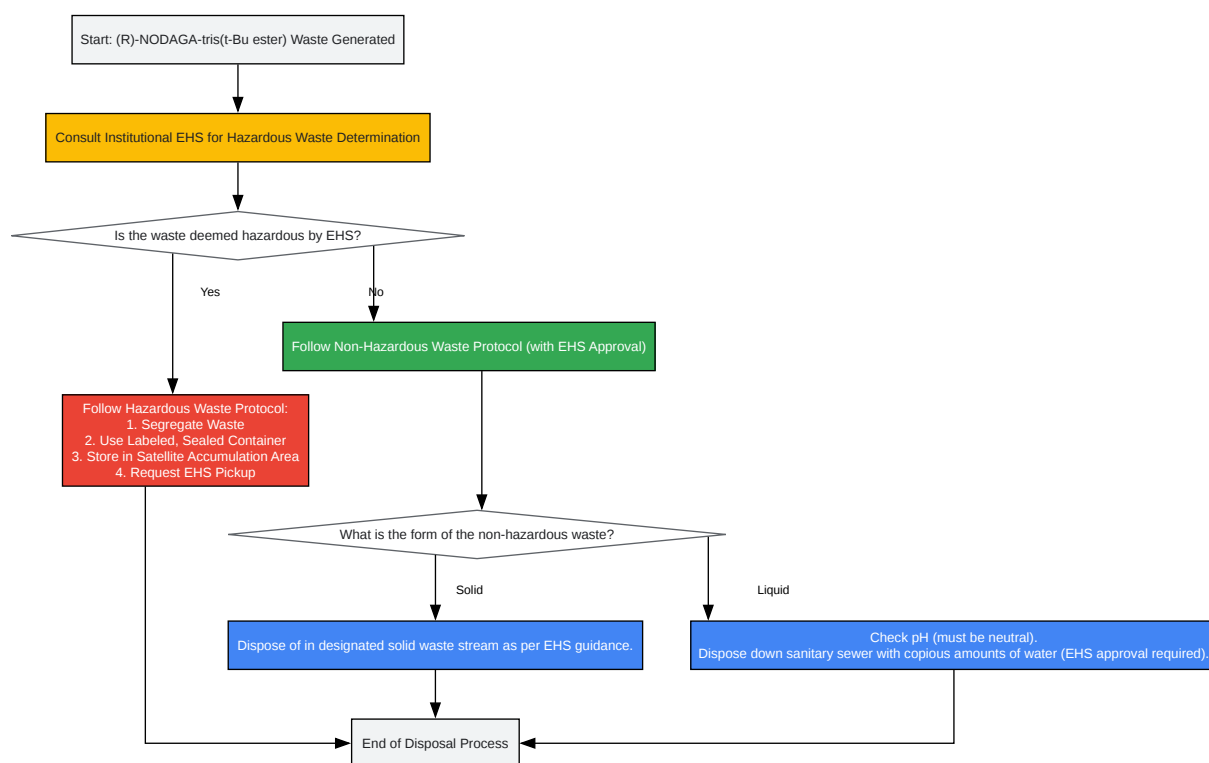 Start: (R)-NODAGA-tris(t-Bu ester) Waste Generated
Consult Institutional EHS for Hazardous Waste Determination
Is the waste deemed hazardous by EHS?
Yes
No
Follow Non-Hazardous Waste Protocol (with EHS Approval)
Follow Hazardous Waste Protocol:
1. Segregate Waste
2. Use Labeled, Sealed Container
3. Store in Satellite Accumulation Area
4. Request EHS Pickup
What is the form of the non-hazardous waste?
Solid
Liquid
Dispose of in designated solid waste stream as per EHS guidance.
Check pH (must be neutral).
Dispose down sanitary sewer with copious amounts of water (EHS approval required).
End of Disposal Process